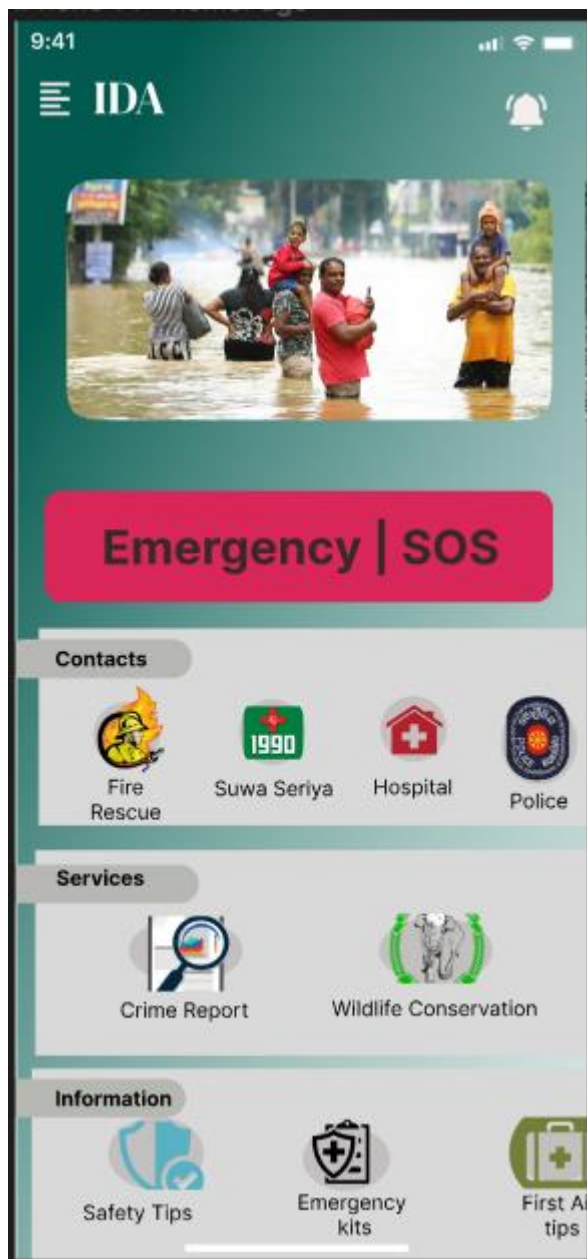 9:41
IDA
Emergency | SOS
Contacts
1990
Fire
Rescue
Suwa Seriya
Hospital
Police
POLICE
Services
Crime Report
Wildlife Conservation
Information
Safety Tips
Emergency
kits
First Ai
tips